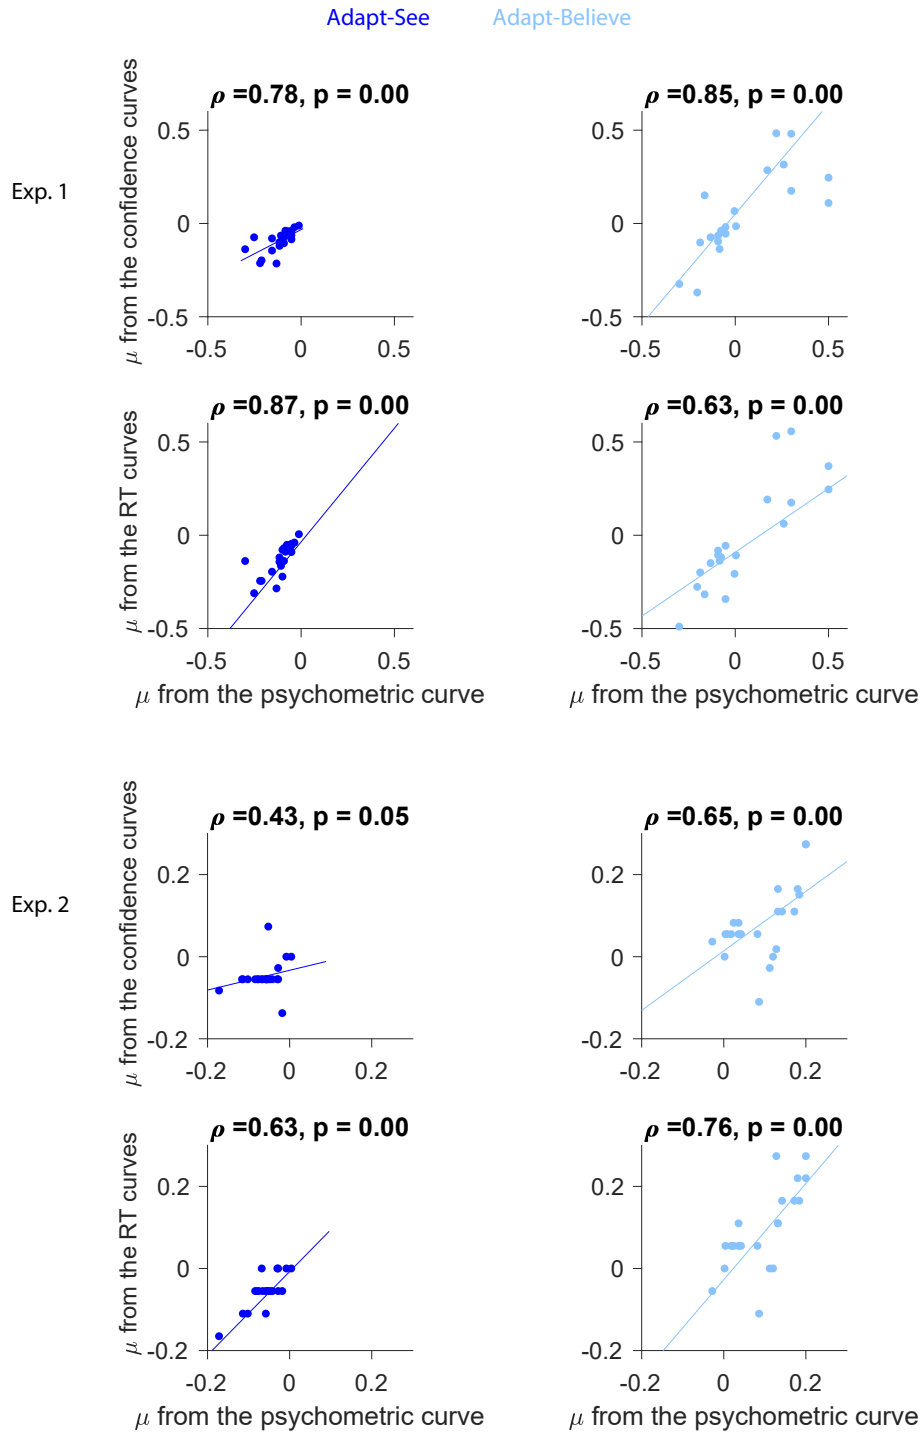 Adapt-See Adapt-Believe
Exp. 1
μ from the confidence curves
ρ =0.78, p = 0.00
0.5
0
-0.5
-0.5 0 0.5
ρ =0.85, p = 0.00
0.5
0
-0.5
-0.5 0 0.5
μ from the RT curves
ρ =0.87, p = 0.00
0.5
0
-0.5
-0.5 0 0.5
μ from the psychometric curve
ρ =0.63, p = 0.00
0.5
0
-0.5
-0.5 0 0.5
μ from the psychometric curve
Exp. 2
μ from the confidence curves
ρ =0.43, p = 0.05
0.2
0
-0.2
-0.2 0 0.2
ρ =0.65, p = 0.00
0.2
0
-0.2
-0.2 0 0.2
μ from the RT curves
ρ =0.63, p = 0.00
0.2
0
-0.2
-0.2 0 0.2
μ from the psychometric curve
ρ =0.76, p = 0.00
0.2
0
-0.2
-0.2 0 0.2
μ from the psychometric curve